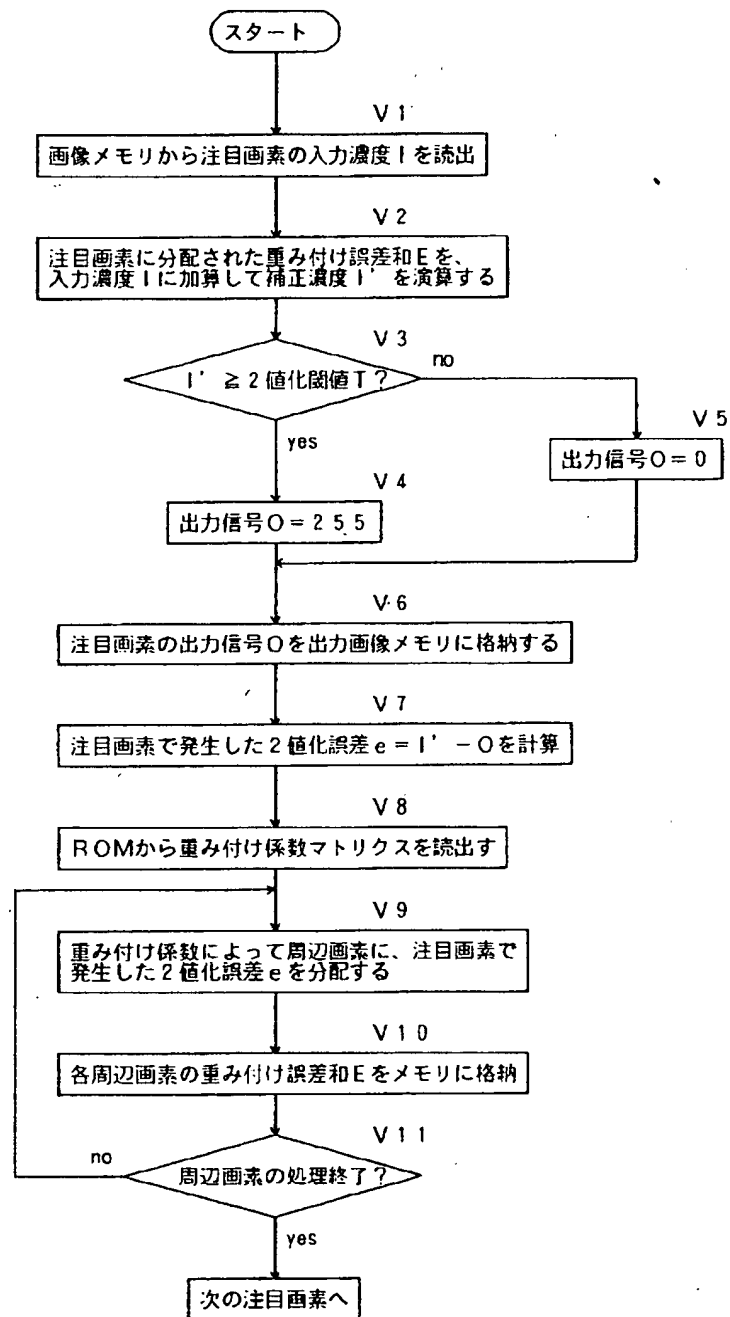 スタート
V1
画像メモリから注目画素の入力濃度Iを読出
V2
注目画素に分配された重み付け誤差和Eを、
入力濃度Iに加算して補正濃度I'を演算する
V3
I' ≧2値化閾値T?
no
yes
V5
出力信号O=0
V4
出力信号O=255
V6
注目画素の出力信号Oを出力画像メモリに格納する
V7
注目画素で発生した2値化誤差e=I'-Oを計算
V8
ROMから重み付け係数マトリクスを読出す
V9
重み付け係数によって周辺画素に、注目画素で
発生した2値化誤差eを分配する
V10
各周辺画素の重み付け誤差和Eをメモリに格納
V11
no
周辺画素の処理終了?
yes
次の注目画素へ